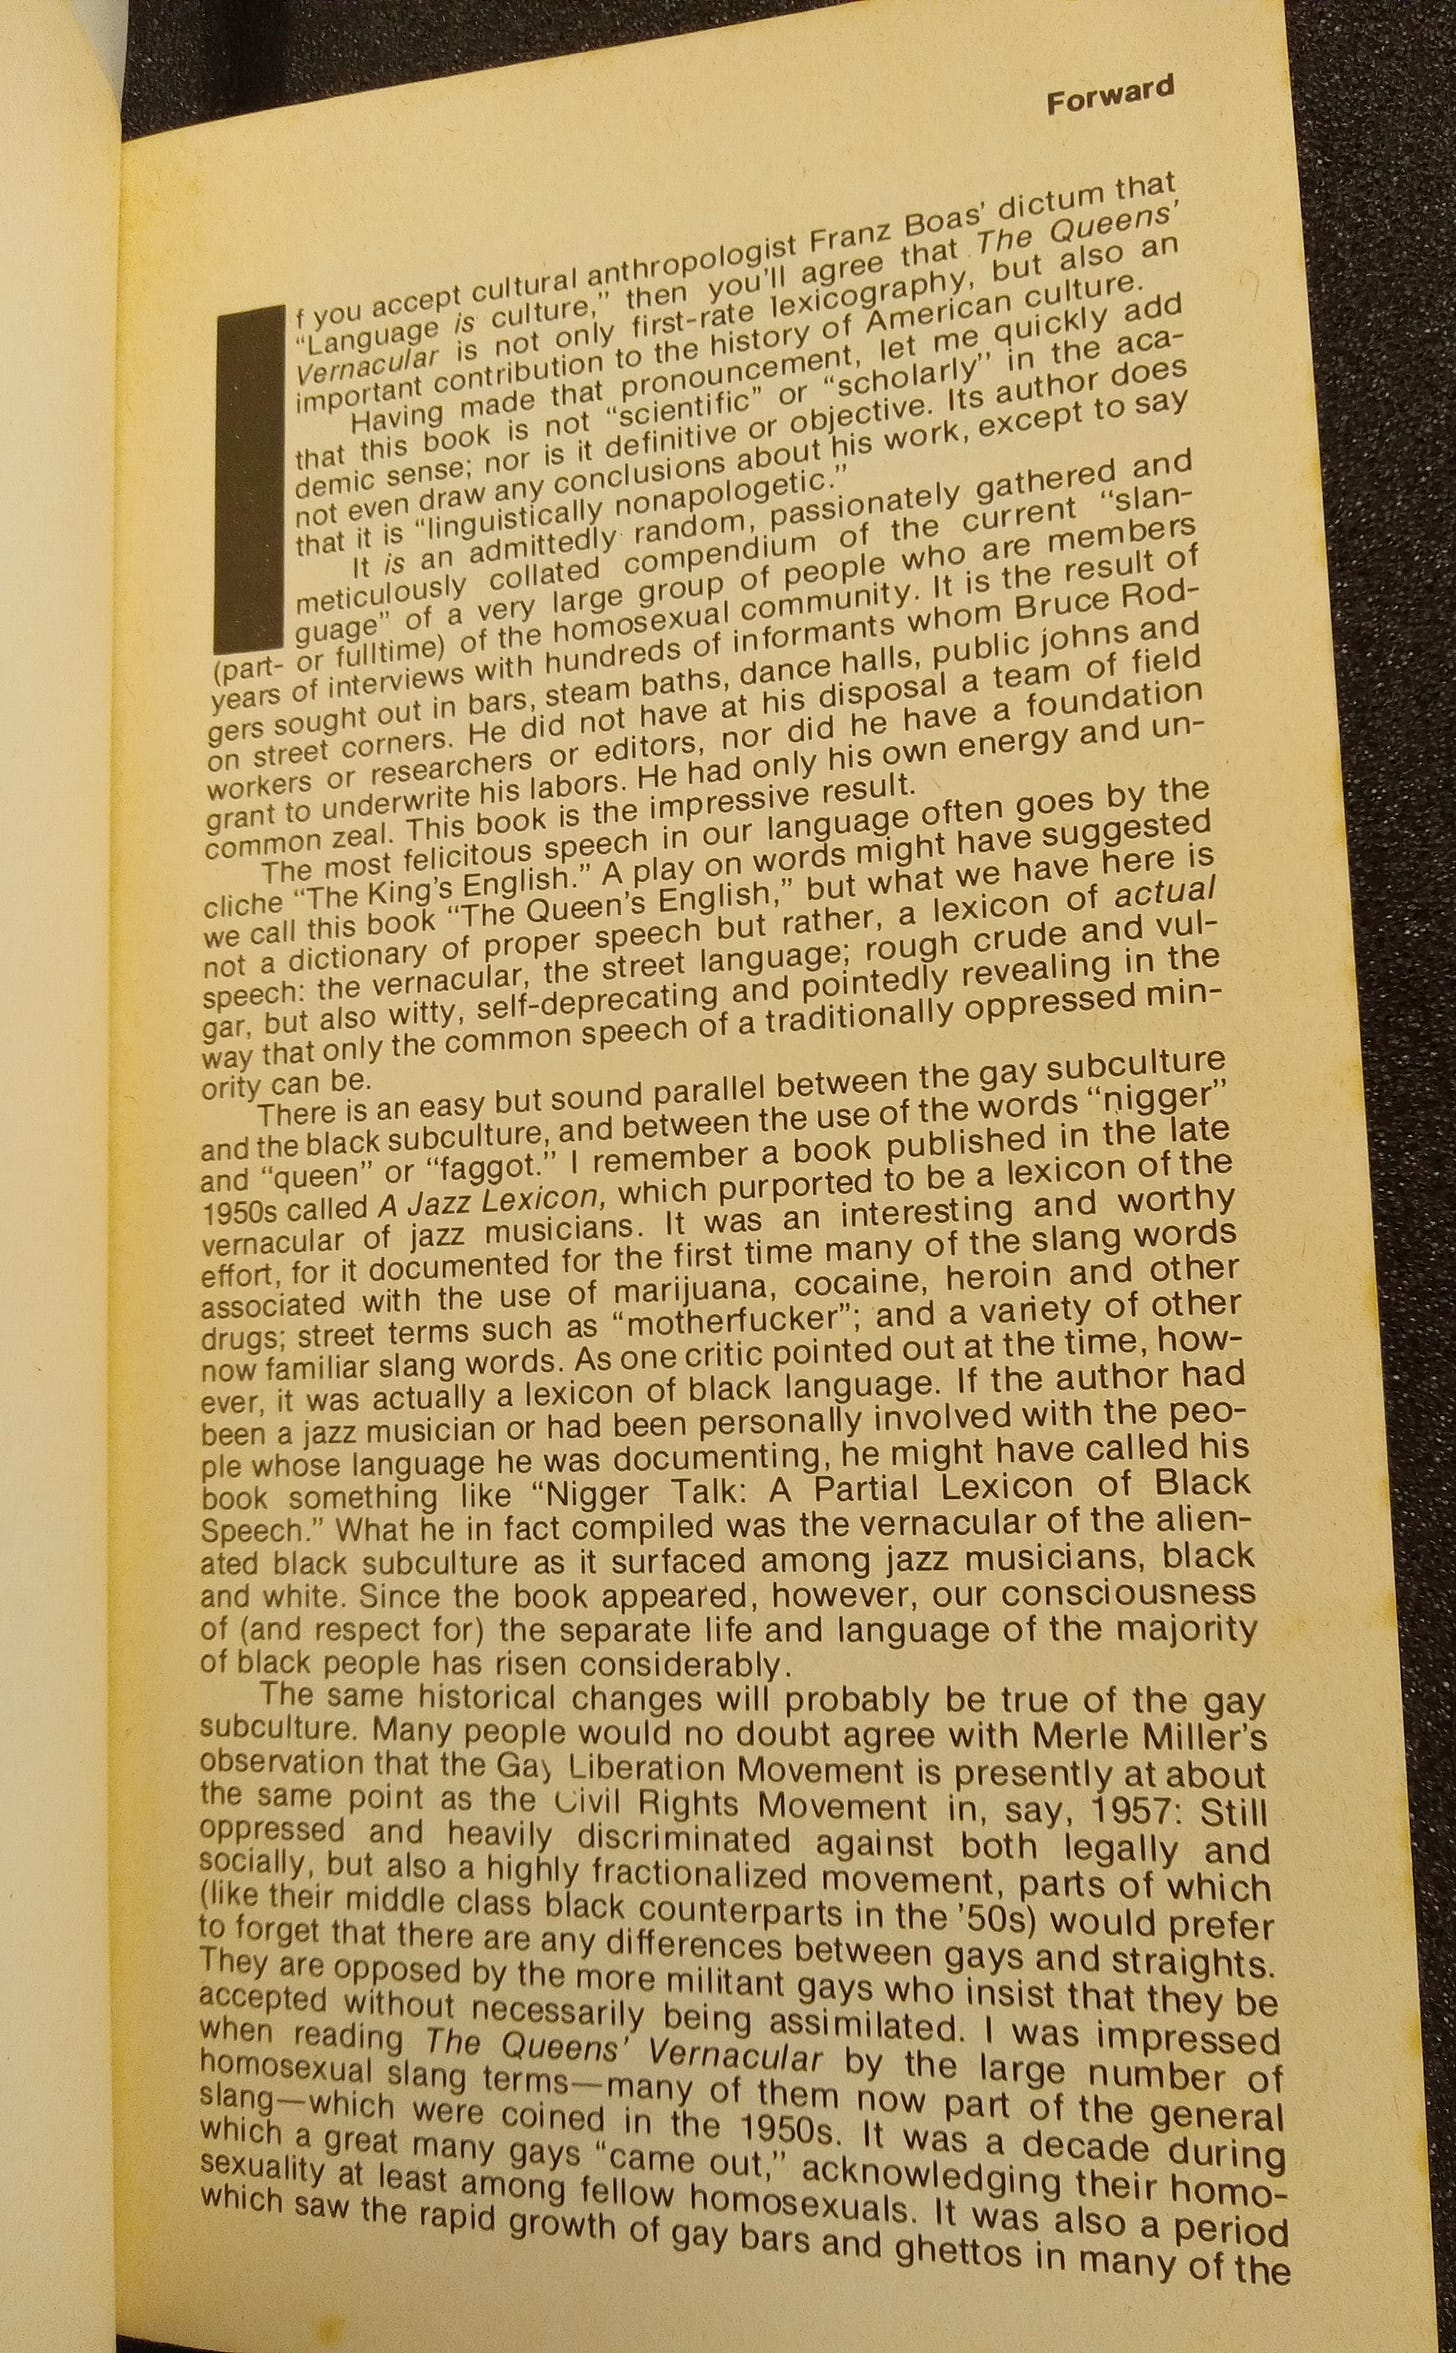 Forward
If you accept cultural anthropologist Franz Boas' dictum that
"Language is culture," then you'll agree that The Queens'
Vernacular is not only first-rate lexicography, but also an
important contribution to the history of American culture.
Having made that pronouncement, let me quickly add
that this book is not "scientific" or "scholarly" in the aca-
demic sense; nor is it definitive or objective. Its author does
not even draw any conclusions about his work, except to say
that it is "linguistically nonapologetic."
It is an admittedly random, passionately gathered and
meticulously collated compendium of the current "slan-
guage" of a very large group of people who are members
(part- or fulltime) of the homosexual community. It is the result of
years of interviews with hundreds of informants whom Bruce Rod-
gers sought out in bars, steam baths, dance halls, public johns and
on street corners. He did not have at his disposal a team of field
workers or researchers or editors, nor did he have a foundation
grant to underwrite his labors. He had only his own energy and un-
common zeal. This book is the impressive result.
The most felicitous speech in our language often goes by the
cliche "The King's English." A play on words might have suggested
we call this book "The Queen's English," but what we have here is
not a dictionary of proper speech but rather, a lexicon of actual
speech: the vernacular, the street language; rough crude and vul-
gar, but also witty, self-deprecating and pointedly revealing in the
way that only the common speech of a traditionally oppressed min-
ority can be.
There is an easy but sound parallel between the gay subculture
and the black subculture, and between the use of the words "nigger"
and "queen" or "faggot." I remember a book published in the late
1950s called A Jazz Lexicon, which purported to be a lexicon of the
vernacular of jazz musicians. It was an interesting and worthy
effort, for it documented for the first time many of the slang words
associated with the use of marijuana, cocaine, heroin and other
drugs; street terms such as "motherfucker"; and a variety of other
now familiar slang words. As one critic pointed out at the time, how-
ever, it was actually a lexicon of black language. If the author had
been a jazz musician or had been personally involved with the peo-
ple whose language he was documenting, he might have called his
book something like "Nigger Talk: A Partial Lexicon of Black
Speech." What he in fact compiled was the vernacular of the alien-
ated black subculture as it surfaced among jazz musicians, black
and white. Since the book appeared, however, our consciousness
of (and respect for) the separate life and language of the majority
of black people has risen considerably.
The same historical changes will probably be true of the gay
subculture. Many people would no doubt agree with Merle Miller's
observation that the Gay Liberation Movement is presently at about
the same point as the Civil Rights Movement in, say, 1957: Still
oppressed and heavily discriminated against both legally and
socially, but also a highly fractionalized movement, parts of which
(like their middle class black counterparts in the '50s) would prefer
to forget that there are any differences between gays and straights.
They are opposed by the more militant gays who insist that they be
accepted without necessarily being assimilated. I was impressed
when reading The Queens' Vernacular by the large number of
homosexual slang terms—many of them now part of the general
slang—which were coined in the 1950s. It was a decade during
which a great many gays "came out," acknowledging their homo-
sexuality at least among fellow homosexuals. It was also a period
which saw the rapid growth of gay bars and ghettos in many of the